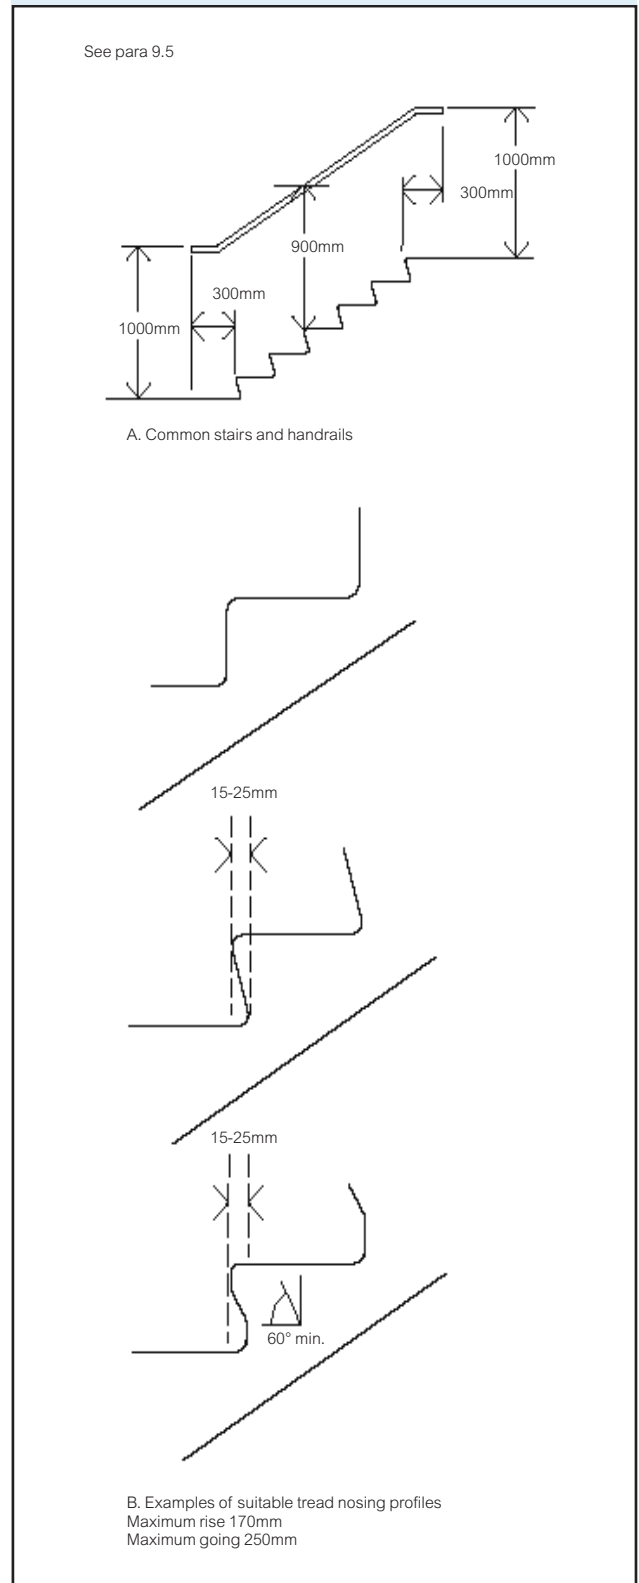 See para 9.5
1000mm
300mm
900mm
300mm
1000mm
A. Common stairs and handrails
15-25mm
15-25mm
60° min.
B. Examples of suitable tread nosing profiles
Maximum rise 170mm
Maximum going 250mm